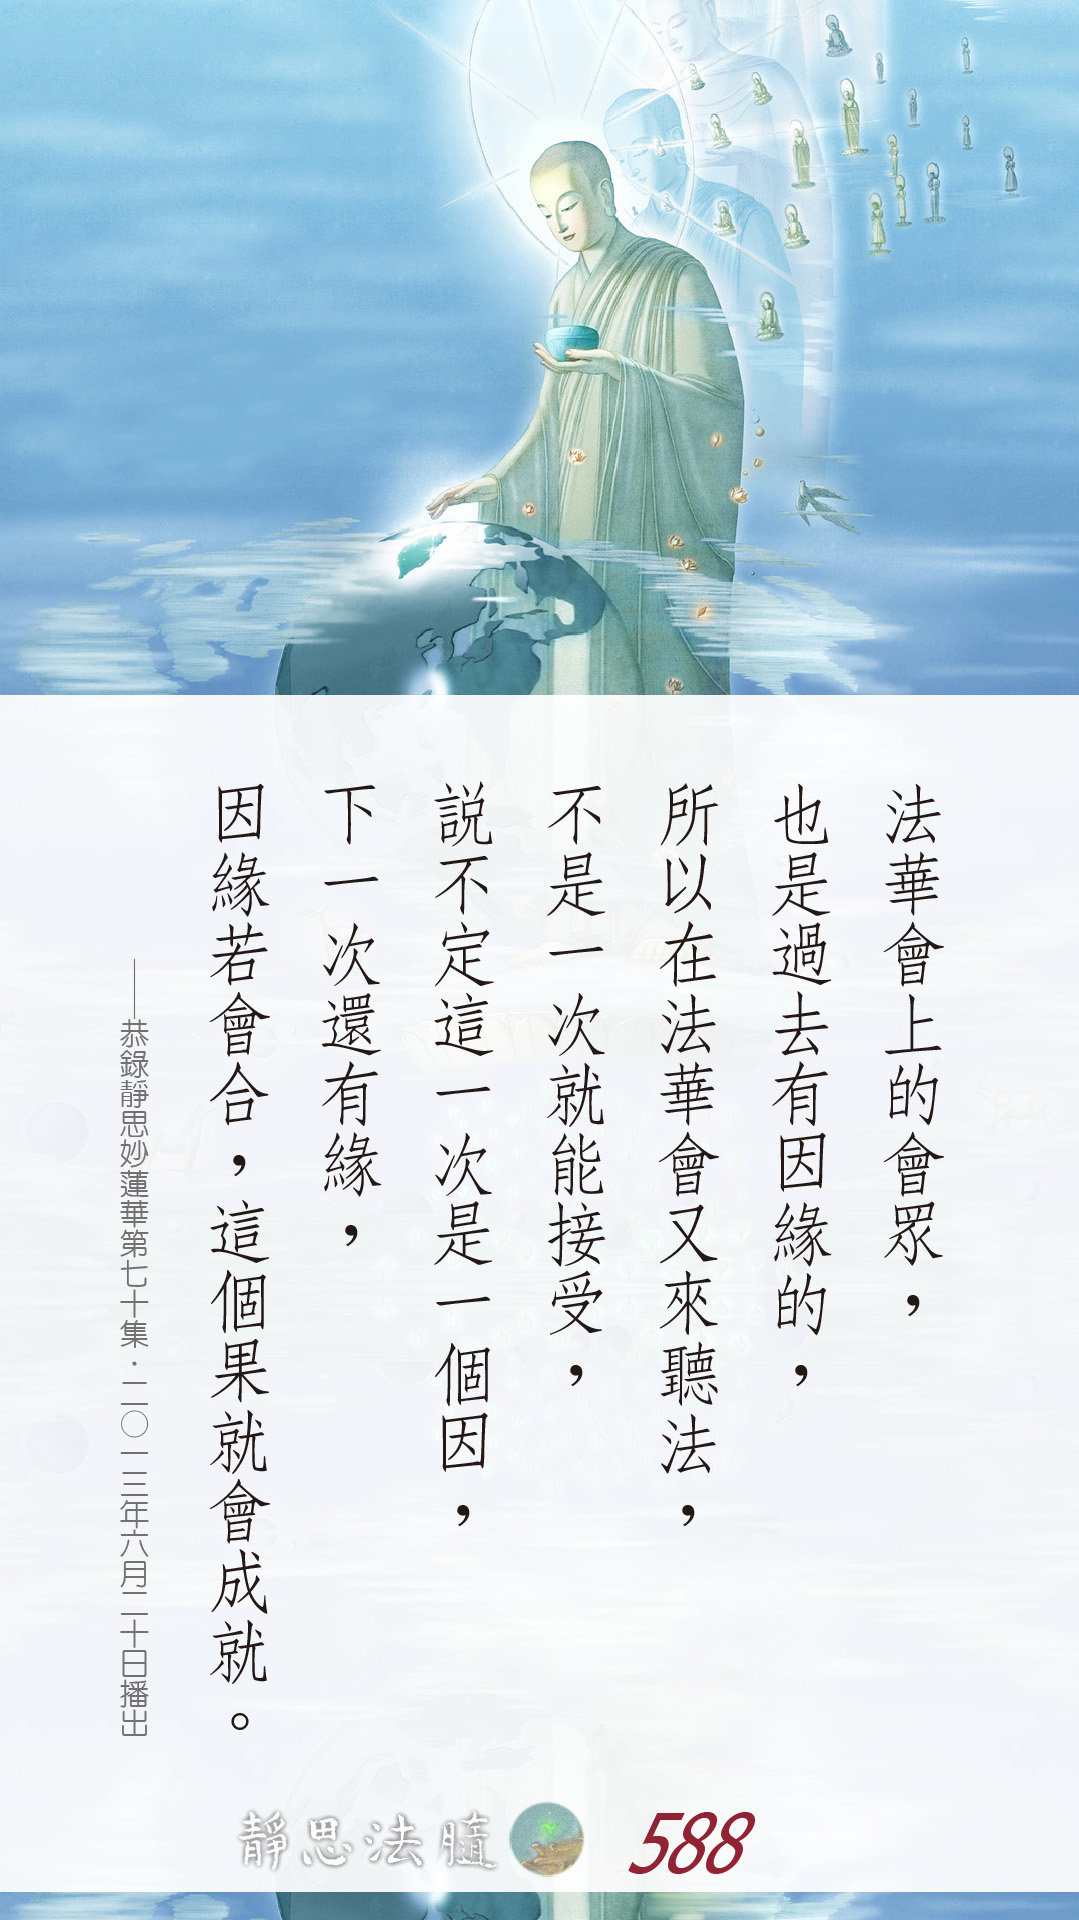 法華會上的會眾，
也是過去有因緣的，
所以在法華會又來聽法，
不是一次就能接受，
説不定這一次是一個因，
下一次還有緣，
因緣若會合，這個果就會成就。
——恭錄靜思妙蓮華第七十集．二〇一三年六月二十日播出
靜思法髓
588